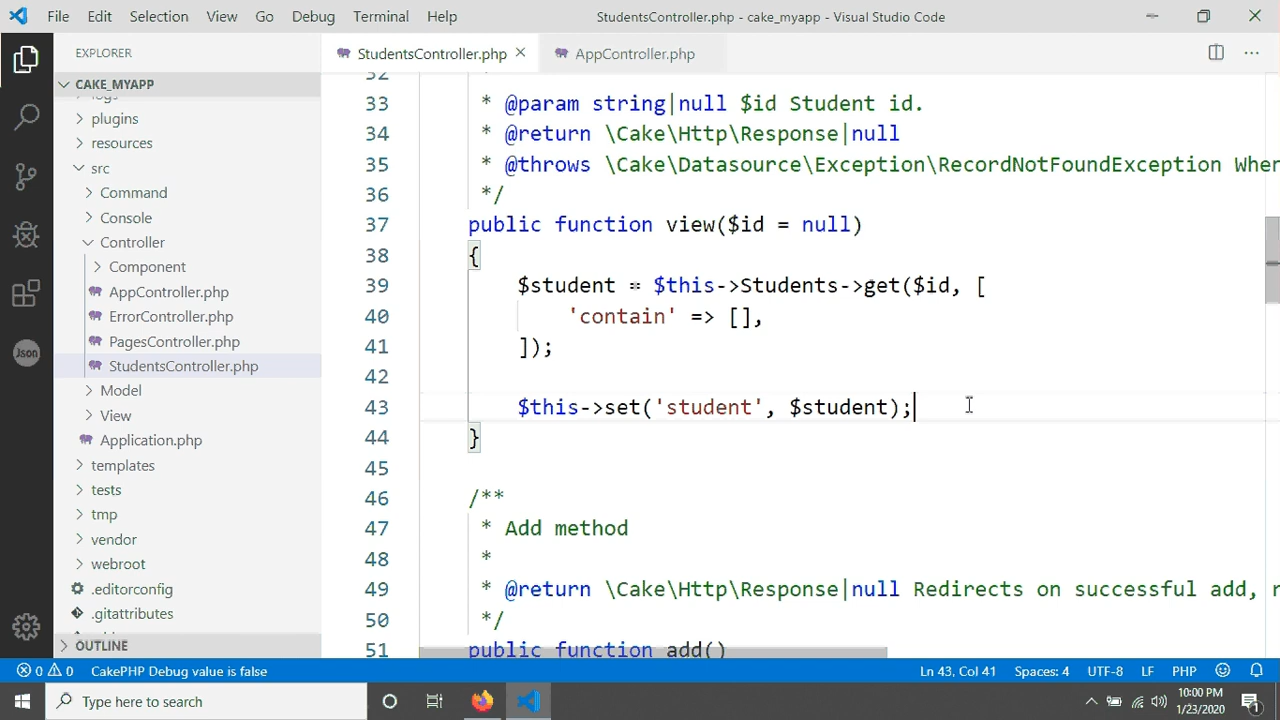 File Edit Selection View Go Debug Terminal Help
StudentsController.php - cake_myapp - Visual Studio Code
EXPLORER
StudentsController.php
AppController.php
CAKE_MYAPP
logs
plugins
resources
src
Command
Console
Controller
Component
AppController.php
ErrorController.php
PagesController.php
StudentsController.php
Model
View
Application.php
templates
tests
tmp
vendor
webroot
.editorconfig
.gitattributes
OUTLINE
Json
32 *
33 * @param string|null $id Student id.
34 * @return \Cake\Http\Response|null
35 * @throws \Cake\Datasource\Exception\RecordNotFoundException When
36 */
37 public function view($id = null)
38 {
39 $student = $this->Students->get($id, [
40 'contain' => [],
41 ]);
42
43 $this->set('student', $student);
44 }
45
46 /**
47 * Add method
48 *
49 * @return \Cake\Http\Response|null Redirects on successful add,
50 */
51 public function add()
0 0 CakePHP Debug value is false
Ln 43, Col 41 Spaces: 4 UTF-8 LF PHP
Type here to search
10:00 PM
1/23/2020
1